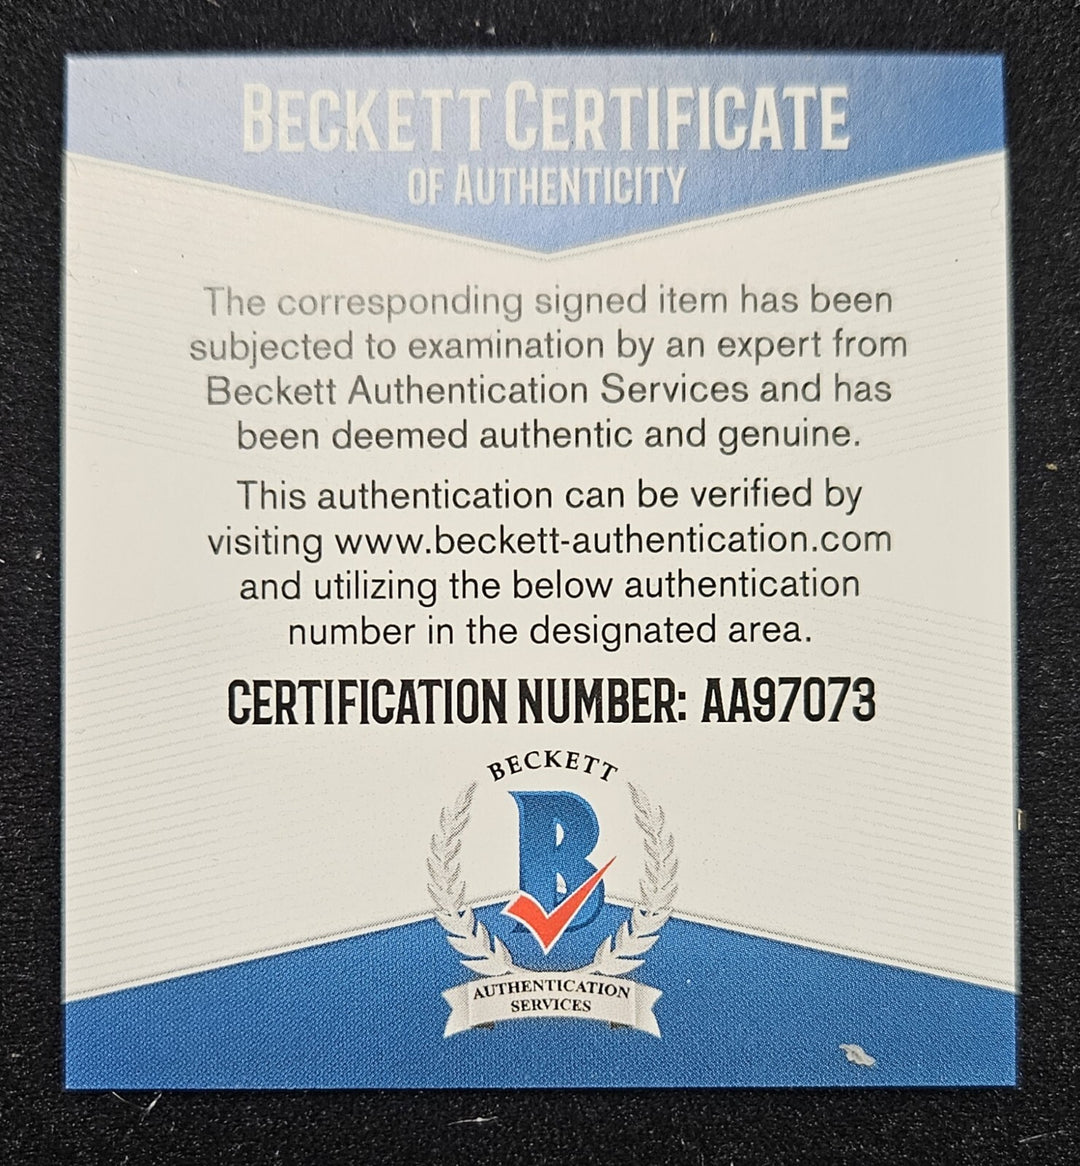 BECKETT CERTIFICATE
OF AUTHENTICITY
The corresponding signed item has been
subjected to examination by an expert from
Beckett Authentication Services and has
been deemed authentic and genuine.
This authentication can be verified by
visiting www.beckett-authentication.com
and utilizing the below authentication
number in the designated area.
CERTIFICATION NUMBER: AA97073
BECKETT
B
AUTHENTICATION
SERVICES